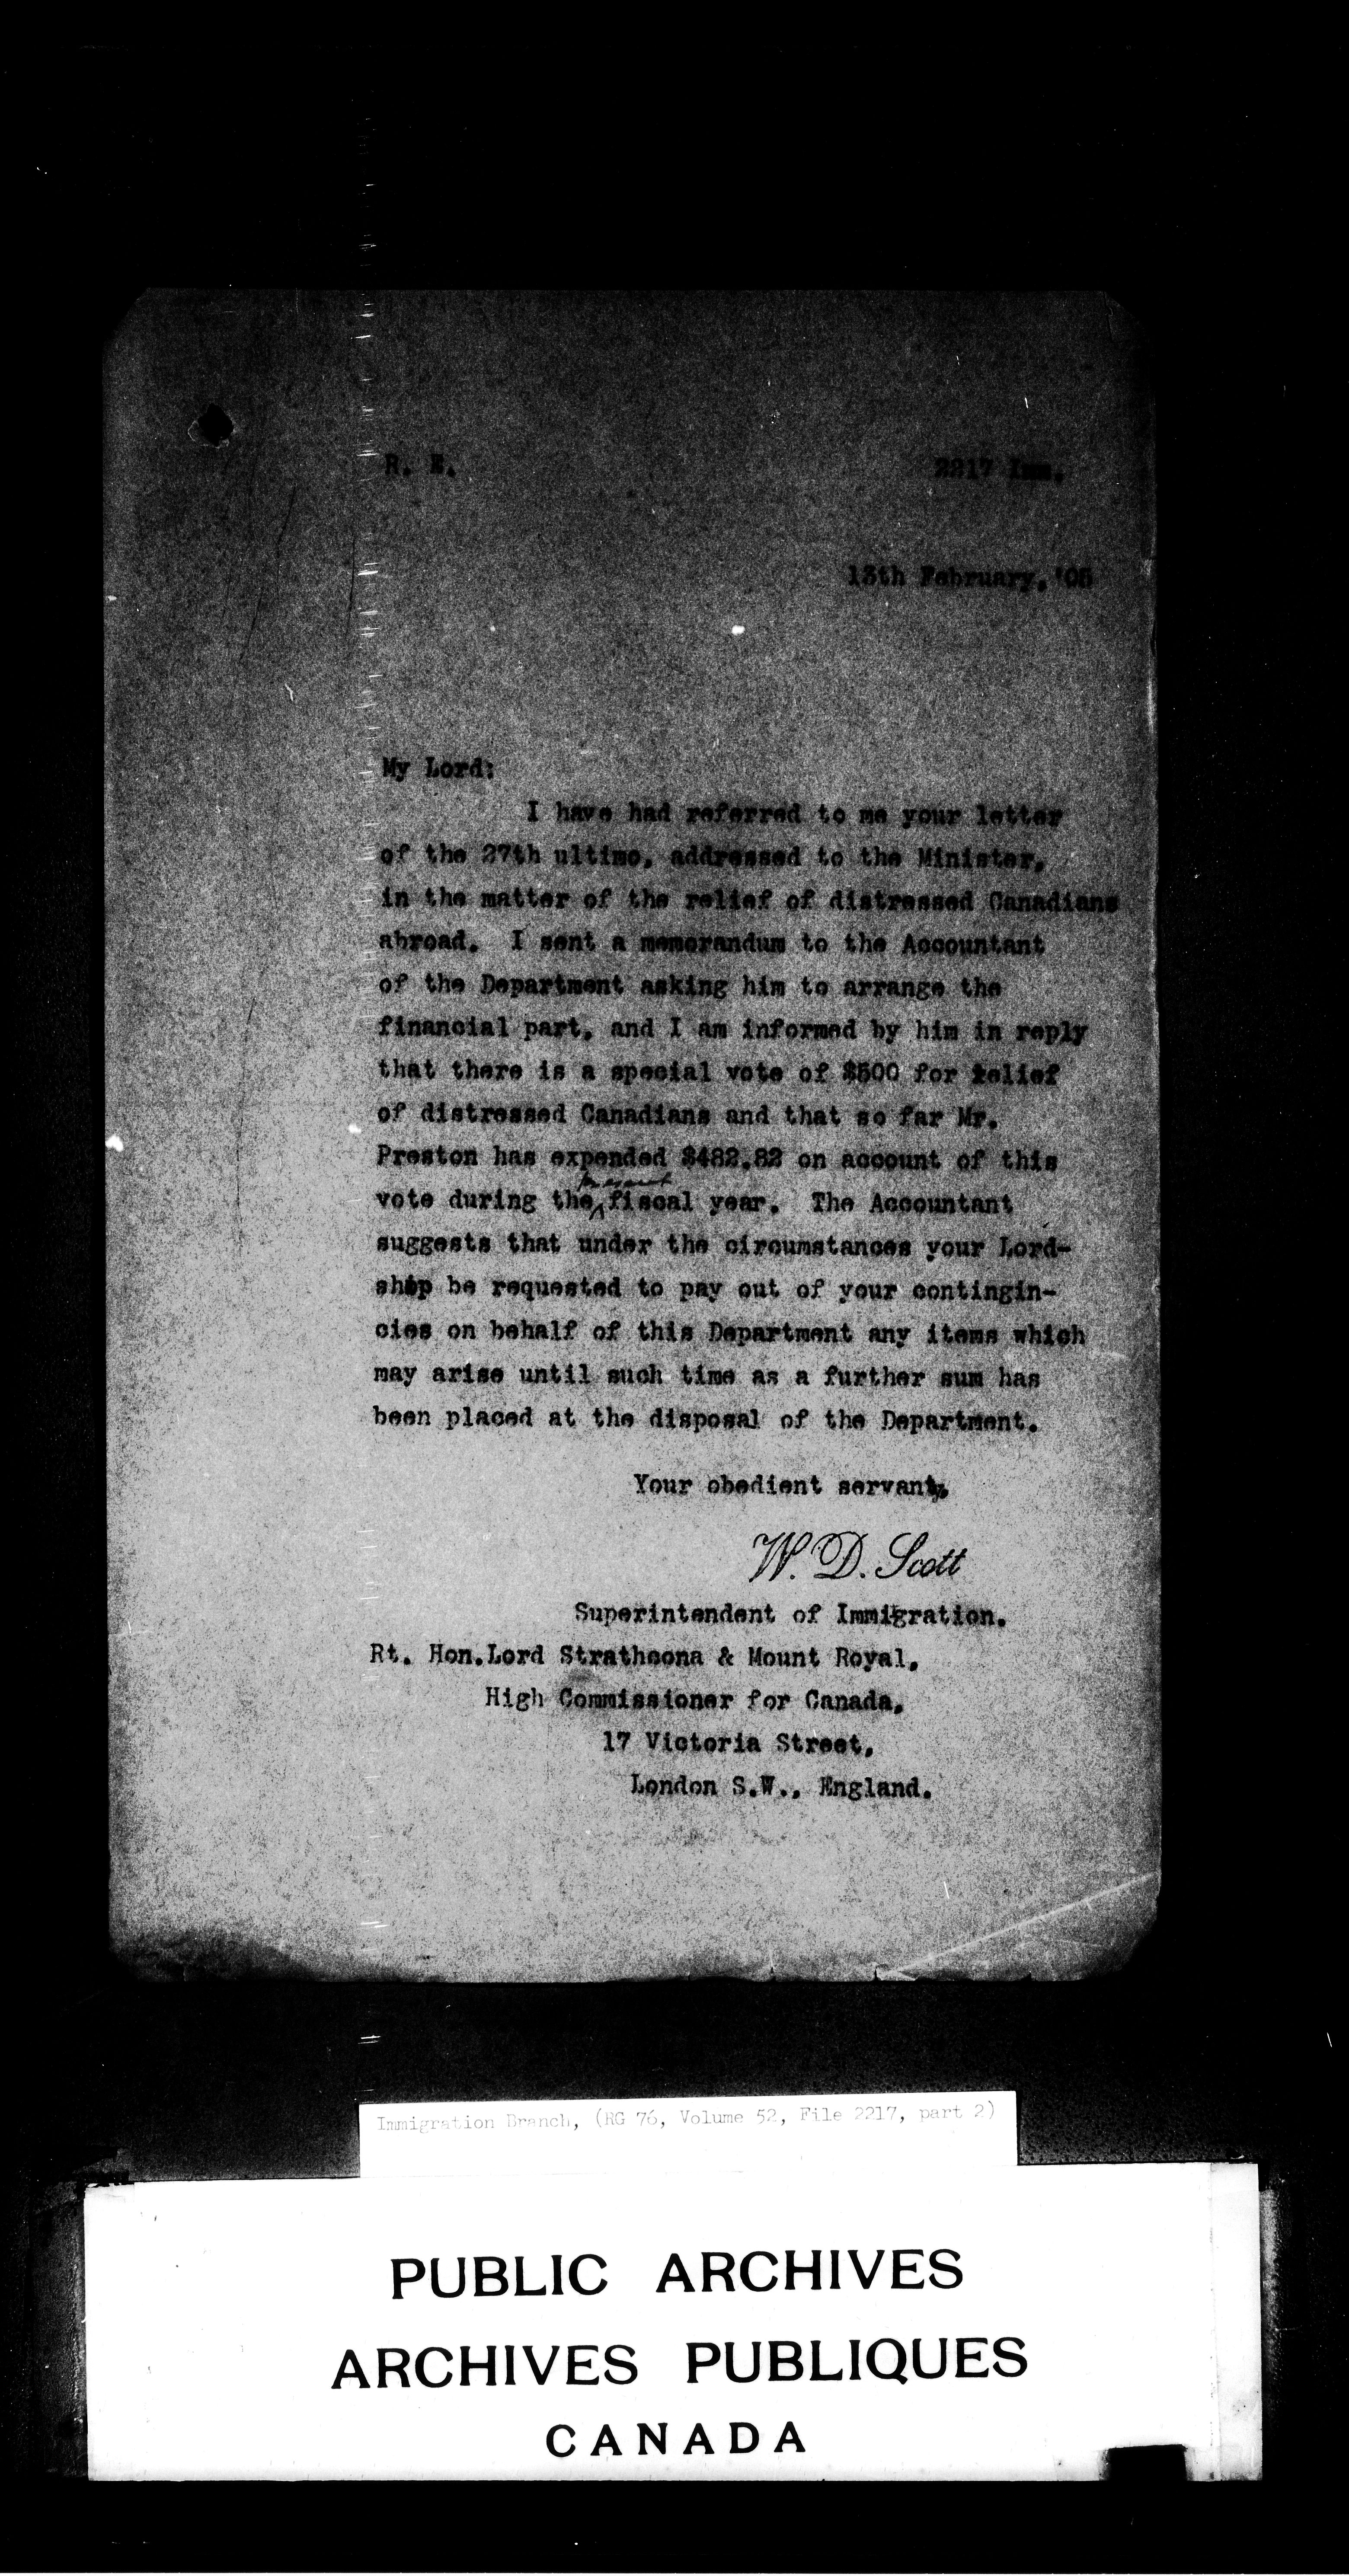 R. E. 2217 Imm.
13th February, '05
My Lord:
I have had referred to me your letter
of the 27th ultimo, addressed to the Minister,
in the matter of the relief of distressed Canadians
abroad. I sent a memorandum to the Accountant
of the Department asking him to arrange the
financial part, and I am informed by him in reply
that there is a special vote of $500 for relief
of distressed Canadians and that so far Mr.
Preston has expended $482.82 on account of this
present
vote during the fiscal year. The Accountant
suggests that under the circumstances your Lord-
ship be requested to pay out of your contingin-
cies on behalf of this Department any items which
may arise until such time as a further sum has
been placed at the disposal of the Department.
Your obedient servant,
W. D. Scott
Superintendent of Immigration.
Rt. Hon. Lord Strathcona & Mount Royal,
High Commissioner for Canada,
17 Victoria Street,
London S.W., England.
Immigration Branch, (RG 76, Volume 52, File 2217, part 2)
PUBLIC ARCHIVES
ARCHIVES PUBLIQUES
CANADA